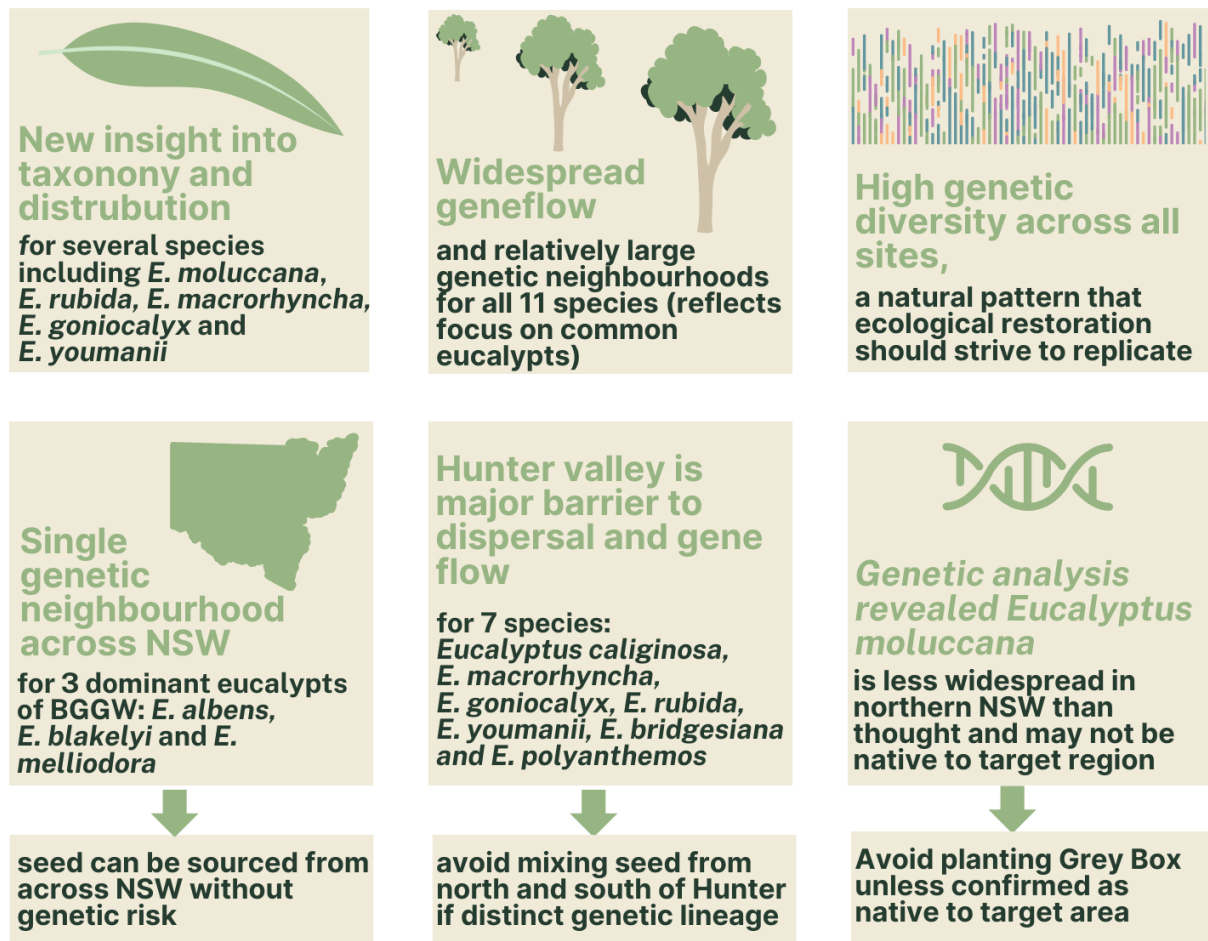 New insight into
taxonony and
distrubution
for several species
including E. moluccana,
E. rubida, E. macrorhyncha,
E. goniocalyx and
E. youmanii
Widespread
geneflow
and relatively large
genetic neighbourhoods
for all 11 species (reflects
focus on common
eucalypts)
High genetic
diversity across all
sites,
a natural pattern that
ecological restoration
should strive to replicate
Single
genetic
neighbourhood
across NSW
for 3 dominant eucalypts
of BGGW: E. albens,
E. blakelyi and E.
melliodora
seed can be sourced from
across NSW without
genetic risk
Hunter valley is
major barrier to
dispersal and gene
flow
for 7 species:
Eucalyptus caliginosa,
E. macrorhyncha,
E. goniocalyx, E. rubida,
E. youmanii, E. bridgesiana
and E. polyanthemos
avoid mixing seed from
north and south of Hunter
if distinct genetic lineage
Genetic analysis
revealed Eucalyptus
moluccana
is less widespread in
northern NSW than
thought and may not be
native to target region
Avoid planting Grey Box
unless confirmed as
native to target area